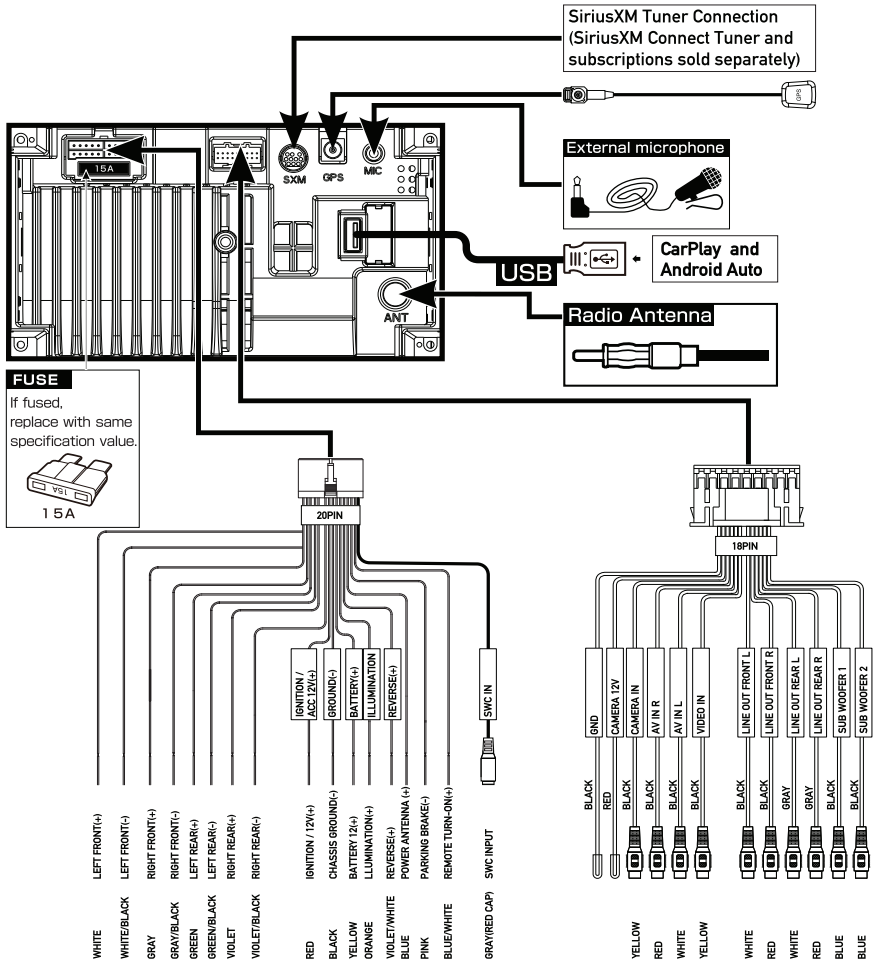 SiriusXM Tuner Connection
(SiriusXM Connect Tuner and
subscriptions sold separately)
GPS
External microphone
15A
SXM
GPS
MIC
USB
CarPlay and
Android Auto
ANT
Radio Antenna
FUSE
If fused,
replace with same
specification value.
15A
15A
20PIN
18PIN
IGNITION /
ACC 12V(+)
GROUND(-)
BATTERY(+)
ILLUMINATION
REVERSE(+)
SWC IN
GND
CAMERA 12V
CAMERA IN
AV IN R
AV IN L
VIDEO IN
LINE OUT FRONT L
LINE OUT FRONT R
LINE OUT REAR L
LINE OUT REAR R
SUB WOOFER 1
SUB WOOFER 2
BLACK
RED
BLACK
BLACK
BLACK
BLACK
BLACK
BLACK
GRAY
GRAY
BLACK
BLACK
LEFT FRONT(+)
LEFT FRONT(-)
RIGHT FRONT(+)
RIGHT FRONT(-)
LEFT REAR(+)
LEFT REAR(-)
RIGHT REAR(+)
RIGHT REAR(-)
IGNITION / 12V(+)
CHASSIS GROUND(-)
BATTERY 12(+)
LLUMINATION(+)
REVERSE(+)
POWER ANTENNA (+)
PARKING BRAKE(-)
REMOTE TURN-ON(+)
SWC INPUT
WHITE
WHITE/BLACK
GRAY
GRAY/BLACK
GREEN
GREEN/BLACK
VIOLET
VIOLET/BLACK
RED
BLACK
YELLOW
ORANGE
VIOLET/WHITE
BLUE
PINK
BLUE/WHITE
GRAY(RED CAP)
YELLOW
RED
WHITE
YELLOW
WHITE
RED
WHITE
RED
BLUE
BLUE